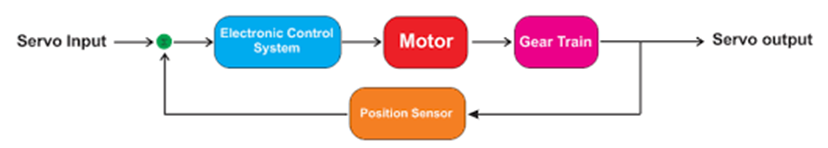 Servo Input
Electronic Control
System
Motor
Gear Train
Servo output
Position Sensor